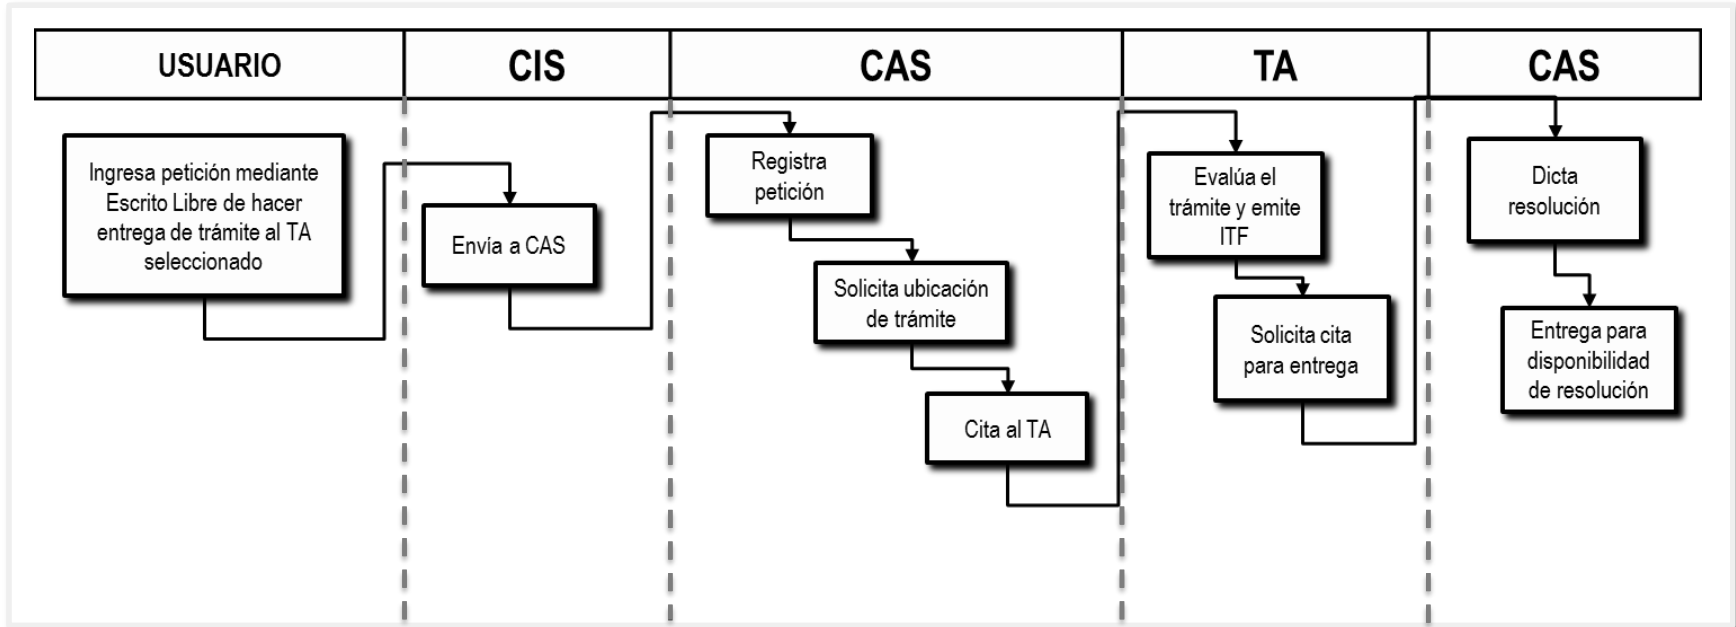 USUARIO
CIS
CAS
TA
CAS
Ingresa petición mediante
Escrito Libre de hacer
entrega de trámite al TA
seleccionado
Envía a CAS
Registra
petición
Solicita ubicación
de trámite
Cita al TA
Evalúa el
trámite y emite
ITF
Solicita cita
para entrega
Dicta
resolución
Entrega para
disponibilidad
de resolución